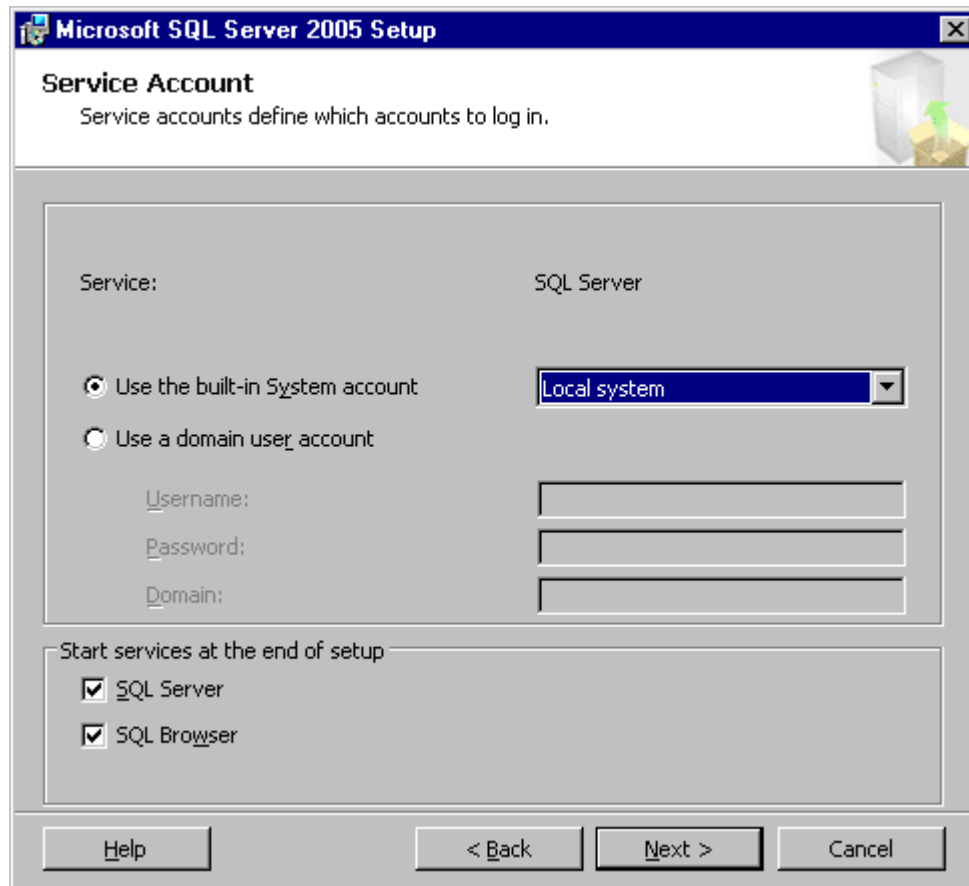 Microsoft SQL Server 2005 Setup
Service Account
Service accounts define which accounts to log in.
Service: SQL Server
Use the built-in System account Local system
Use a domain user account
Username:
Password:
Domain:
Start services at the end of setup
SQL Server
SQL Browser
Help < Back Next > Cancel